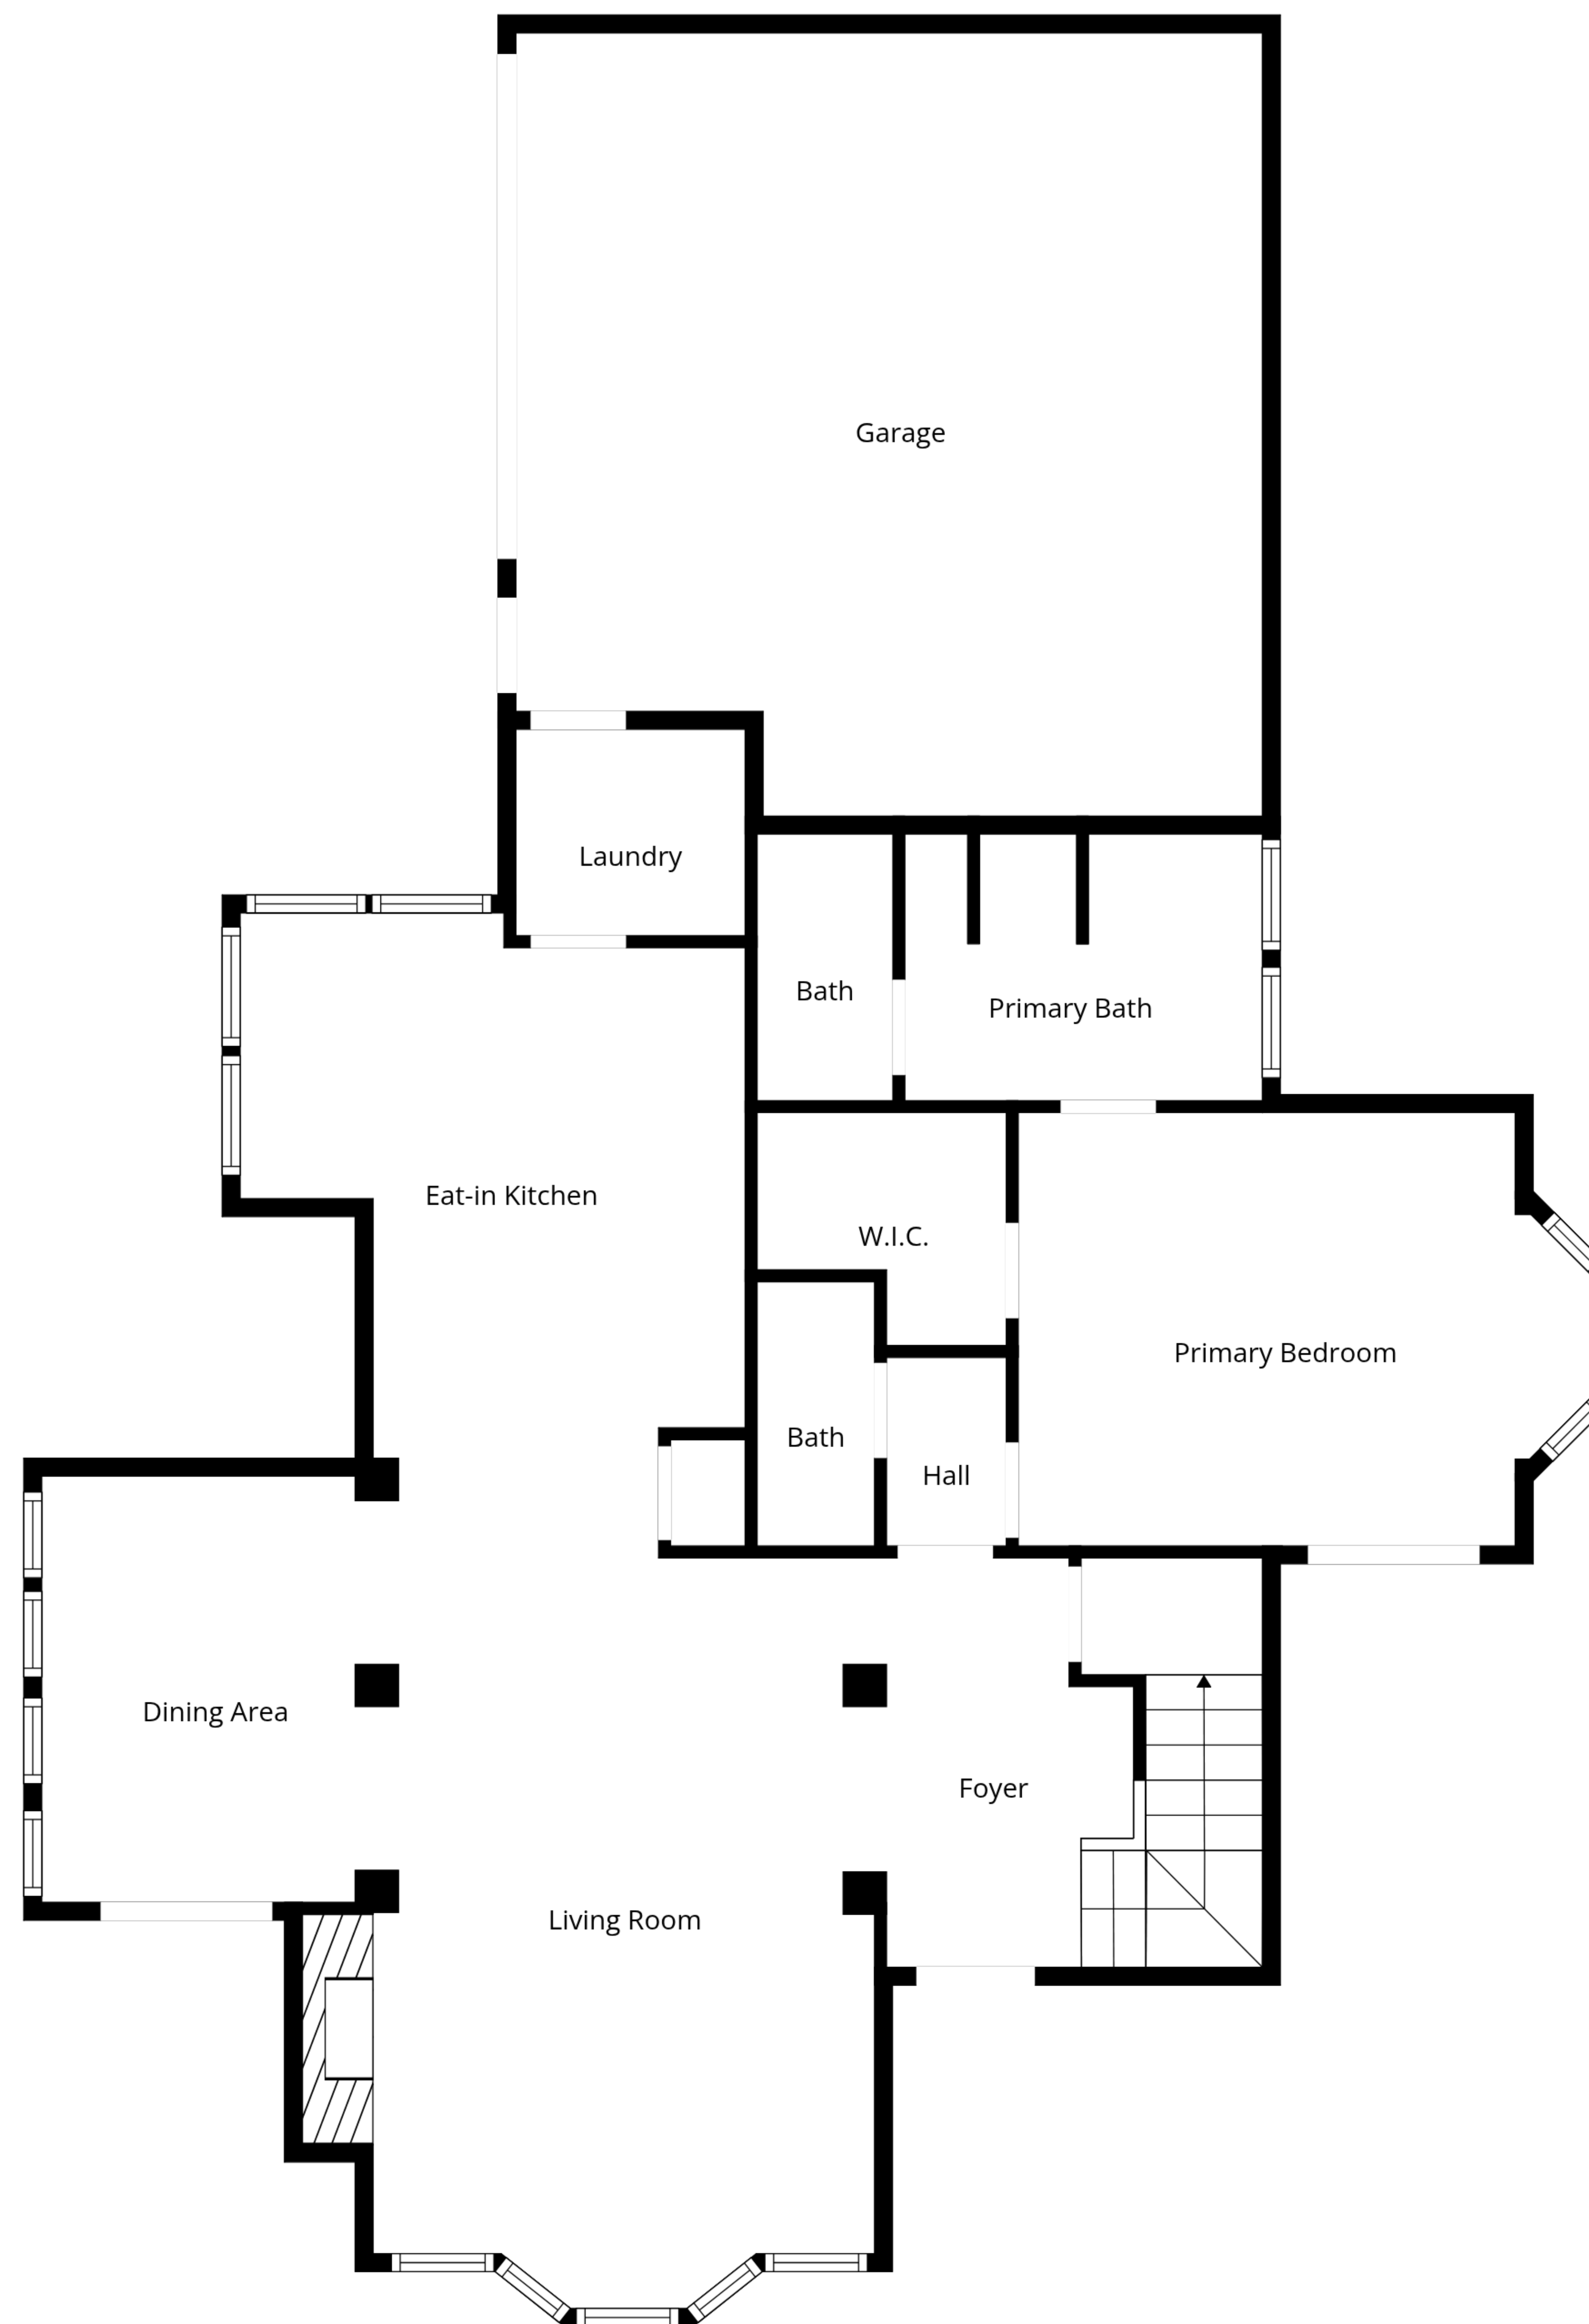 Garage
Laundry
Bath
Primary Bath
Eat-in Kitchen
W.I.C.
Primary Bedroom
Bath
Hall
Dining Area
Foyer
Living Room